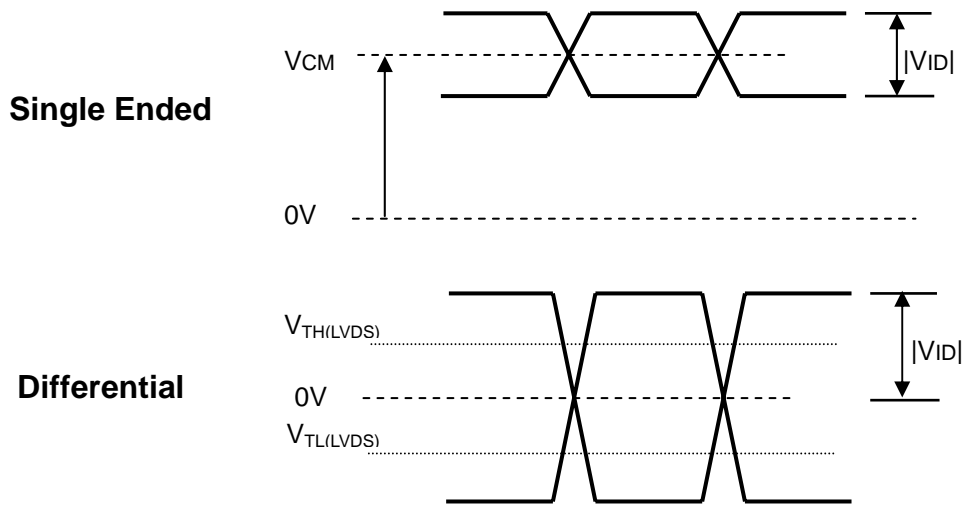 VCM
|VID|
Single Ended
0V
VTH(LVDS)
|VID|
Differential
0V
VTL(LVDS)